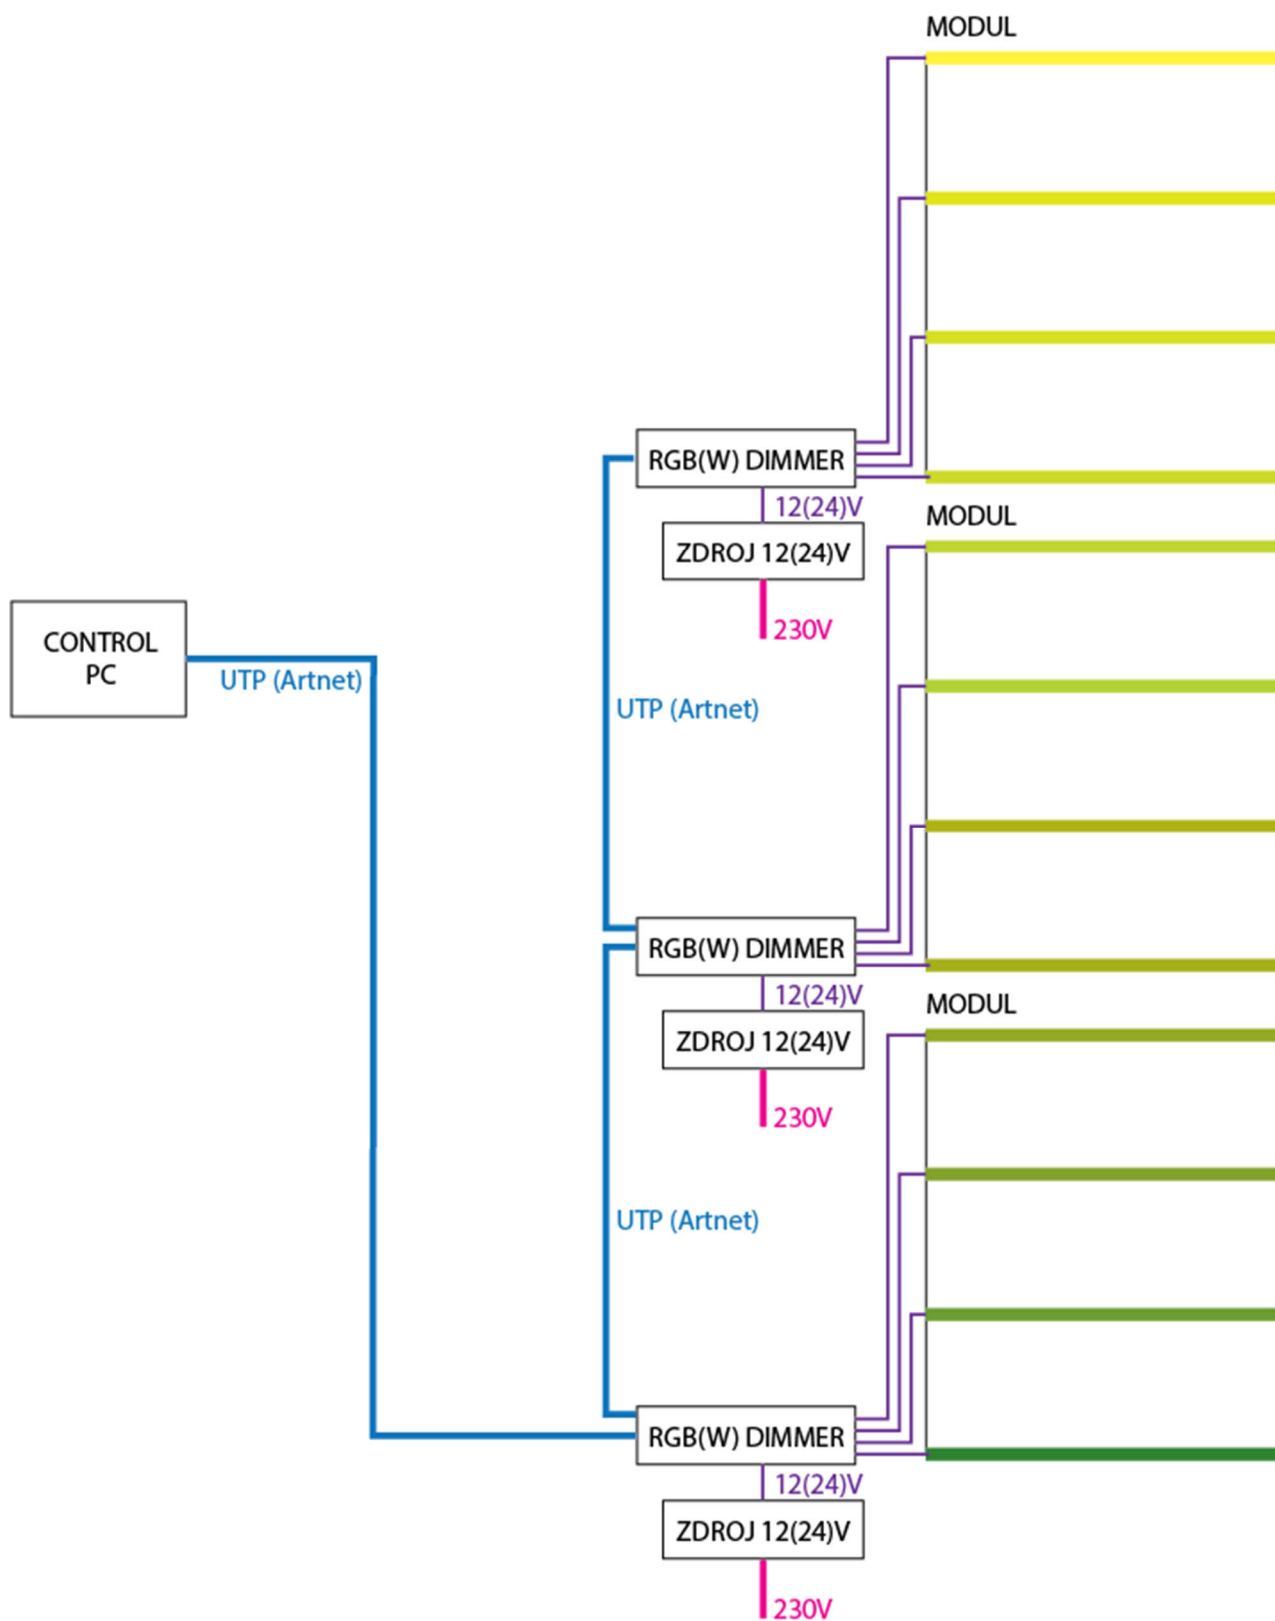 MODUL
RGB(W) DIMMER
12(24)V
MODUL
ZDROJ 12(24)V
230V
CONTROL
PC
UTP (Artnet)
UTP (Artnet)
RGB(W) DIMMER
12(24)V
MODUL
ZDROJ 12(24)V
230V
UTP (Artnet)
RGB(W) DIMMER
12(24)V
ZDROJ 12(24)V
230V